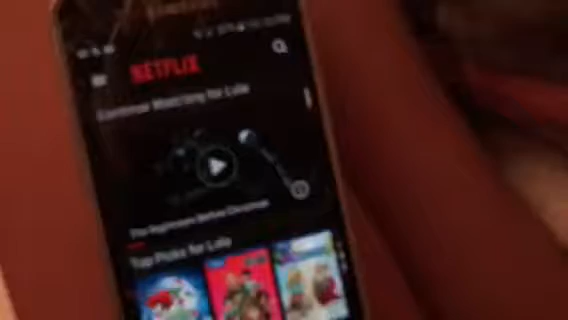 NETFLIX
Continue Watching for Lola
The Nightmare Before Christmas
Top Picks for Lola